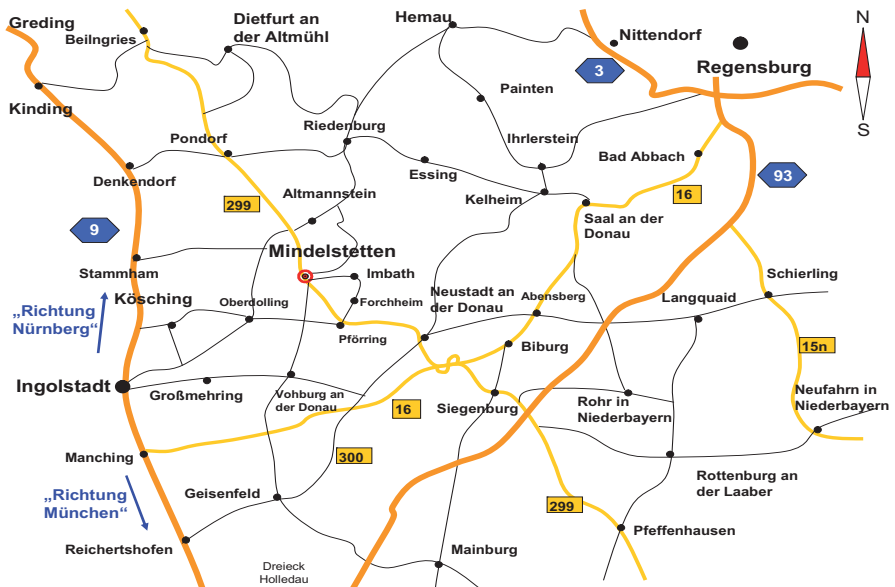 Greding
Beilngries
Dietfurt an
der Altmühl
Hemau
Nittendorf
N
S
3
Regensburg
Kinding
Painten
Riedenburg
Ihrlerstein
Pondorf
Bad Abbach
Denkendorf
Essing
93
Altmannstein
Kelheim
16
299
Saal an der
Donau
9
Mindelstetten
Stammham
Imbath
Schierling
„Richtung
Nürnberg“
Kösching
Oberdolling
Forchheim
Neustadt an
der Donau
Abensberg
Langquaid
Pförring
Biburg
15n
Ingolstadt
Großmehring
Vohburg an
der Donau
16
Siegenburg
Rohr in
Niederbayern
Neufahrn in
Niederbayern
Manching
300
Rottenburg an
der Laaber
„Richtung
München“
Geisenfeld
299
Pfeffenhausen
Reichertshofen
Dreieck
Holledau
Mainburg